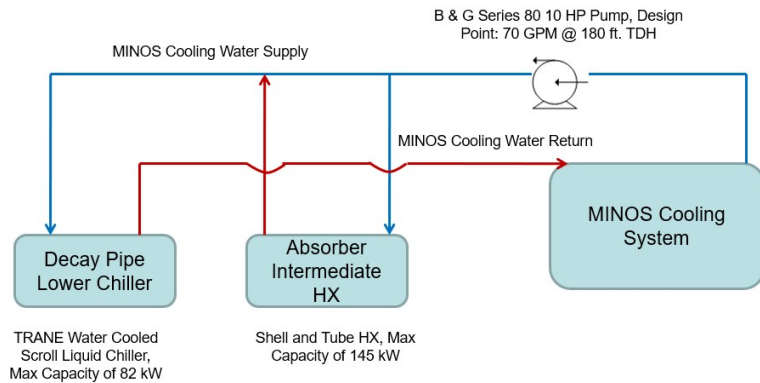 B & G Series 80 10 HP Pump, Design
Point: 70 GPM @ 180 ft. TDH
MINOS Cooling Water Supply
MINOS Cooling Water Return
MINOS Cooling
System
Decay Pipe
Lower Chiller
Absorber
Intermediate
HX
TRANE Water Cooled
Scroll Liquid Chiller,
Max Capacity of 82 kW
Shell and Tube HX, Max
Capacity of 145 kW